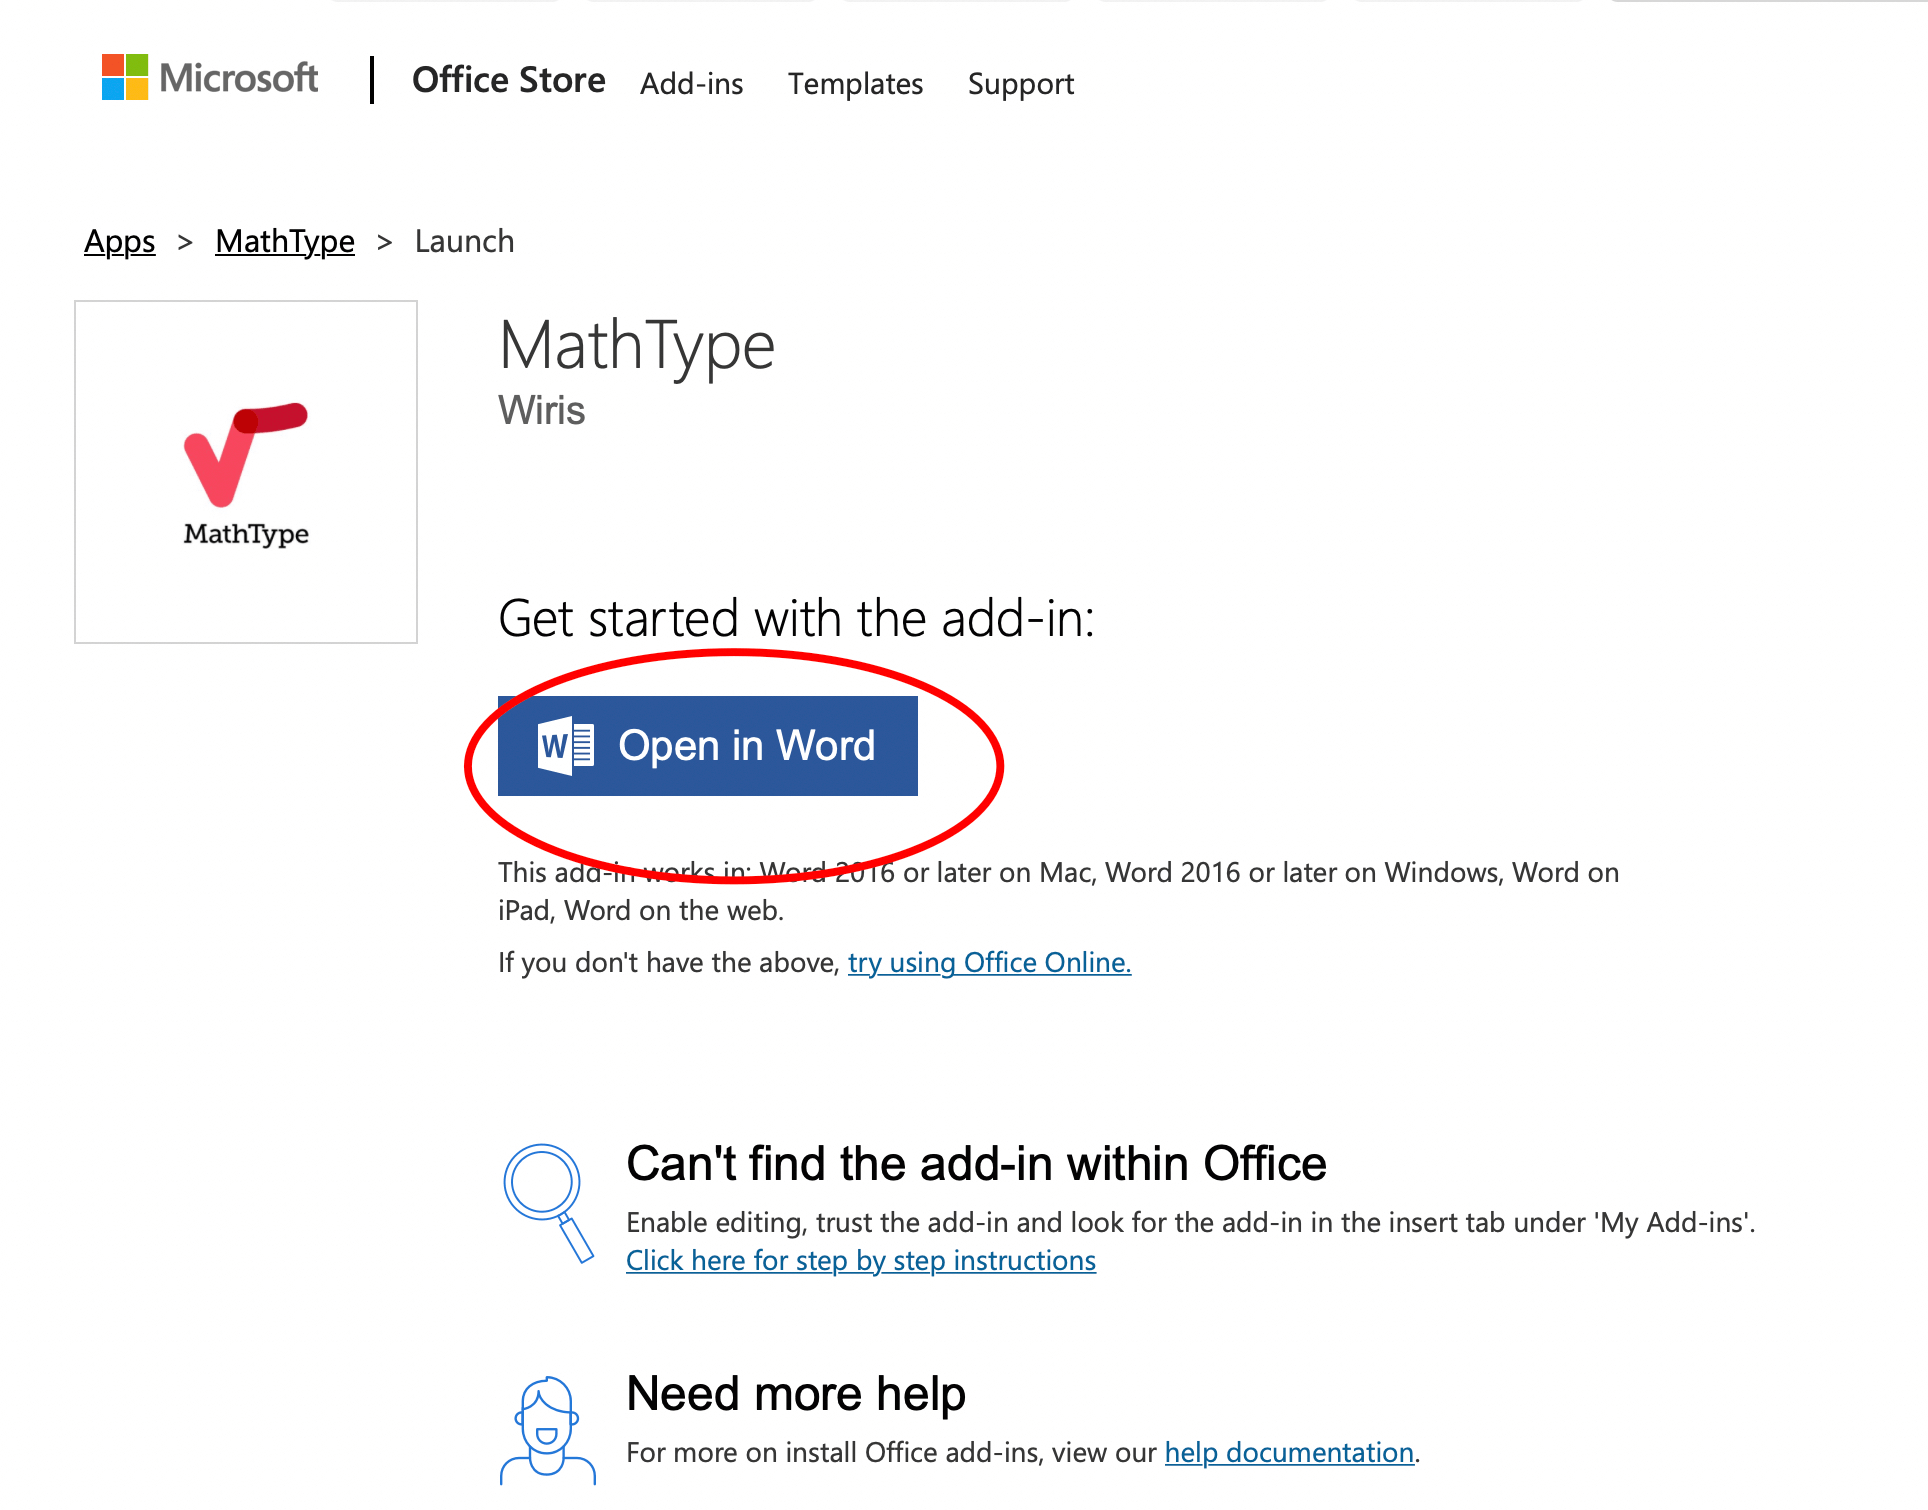 Microsoft | Office Store Add-ins Templates Support
Apps > MathType > Launch
MathType
MathType
Wiris
Get started with the add-in:
W Open in Word
This add-in works in: Word 2016 or later on Mac, Word 2016 or later on Windows, Word on
iPad, Word on the web.
If you don't have the above, try using Office Online.
Can't find the add-in within Office
Enable editing, trust the add-in and look for the add-in in the insert tab under 'My Add-ins'.
Click here for step by step instructions
Need more help
For more on install Office add-ins, view our help documentation.